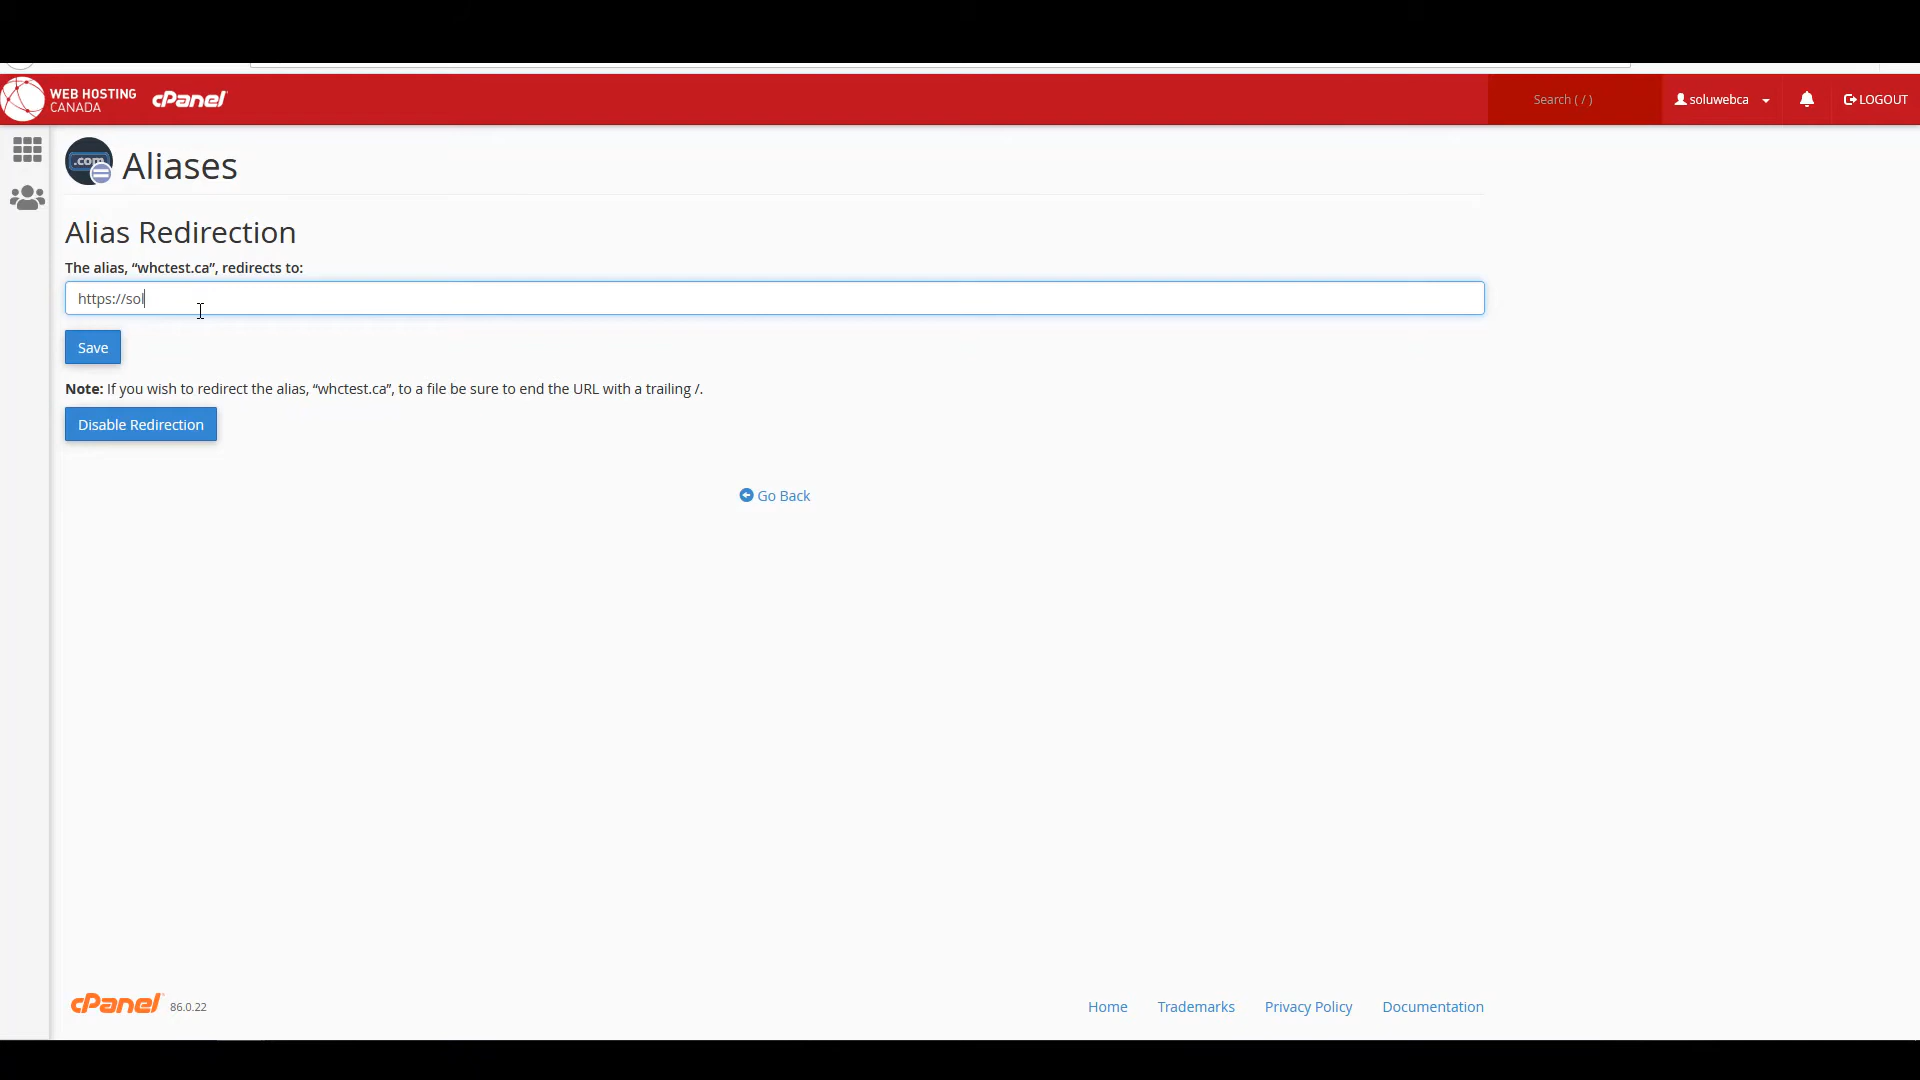 WEB HOSTING
CANADA
cPanel
Search ( / )
soluwebca
LOGOUT
.com
Aliases
Alias Redirection
The alias, “whctest.ca”, redirects to:
https://sol
Save
Note: If you wish to redirect the alias, “whctest.ca”, to a file be sure to end the URL with a trailing /.
Disable Redirection
Go Back
cPanel 86.0.22
Home Trademarks Privacy Policy Documentation